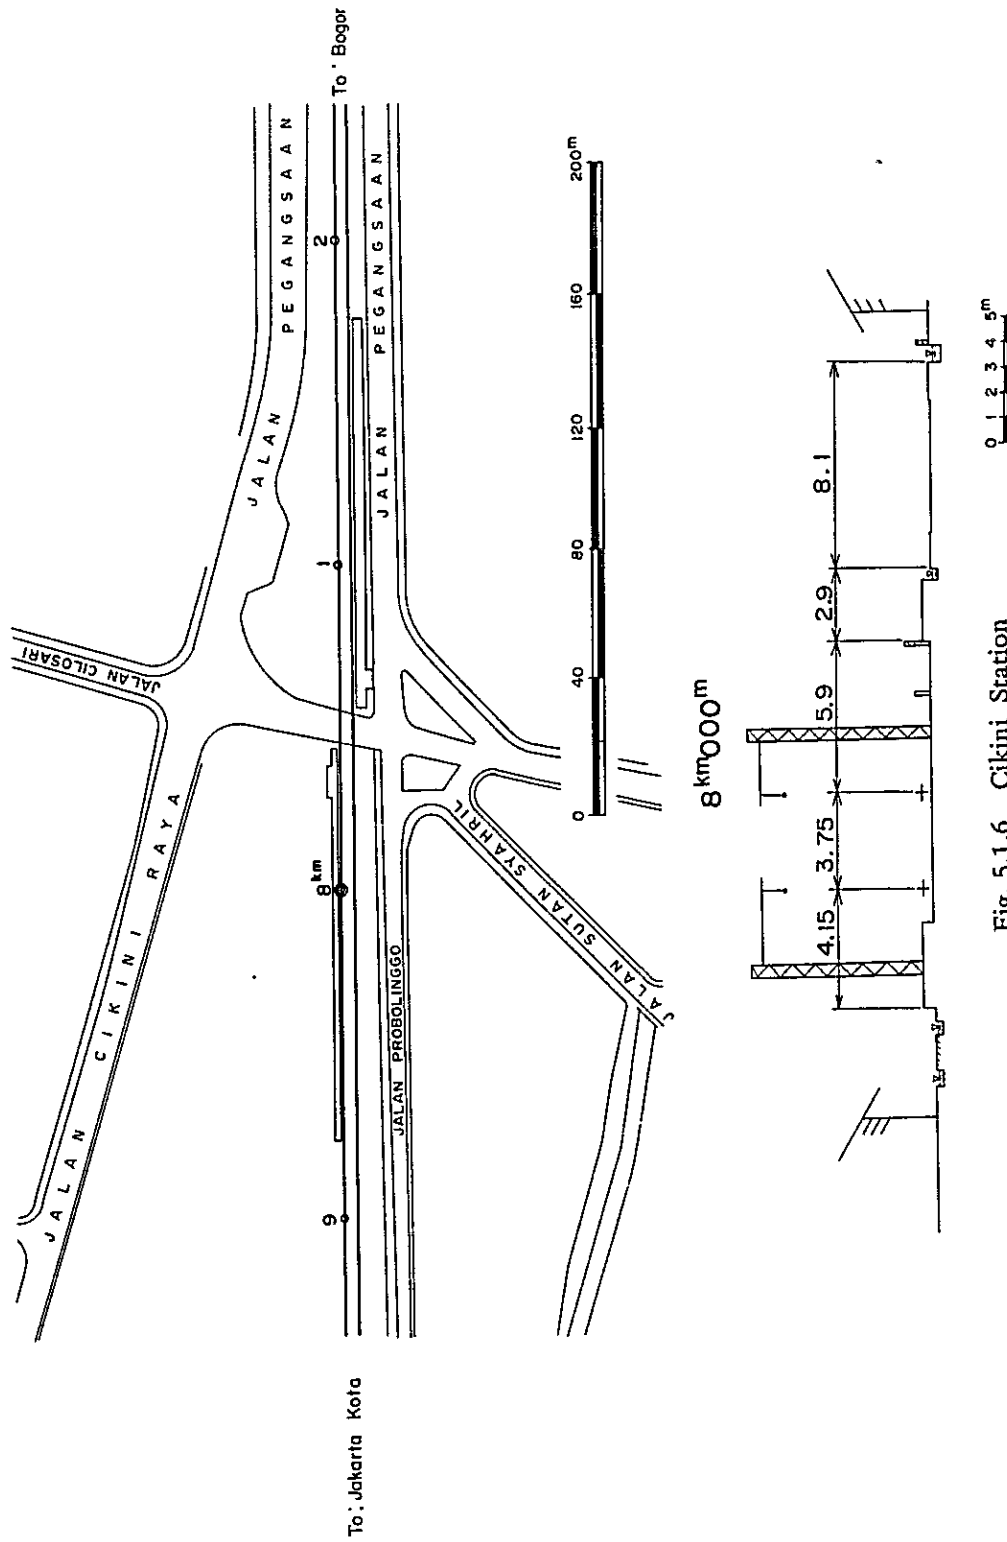 JALAN CIKINI RAYA
JALAN CILOSARI
JALAN PEGANGSAAN
To; Jakarta Kota
9
8 km
1
2
To ' Bogor
JALAN PROBOLINGGO
JALAN PEGANGSAAN
JALAN SUTAN SYAHRIL
0 40 80 120 160 200m
8km000m
4.15 3.75 5.9 2.9 8.1
0 1 2 3 4 5m
Fig. 5.1.6 Cikini Station